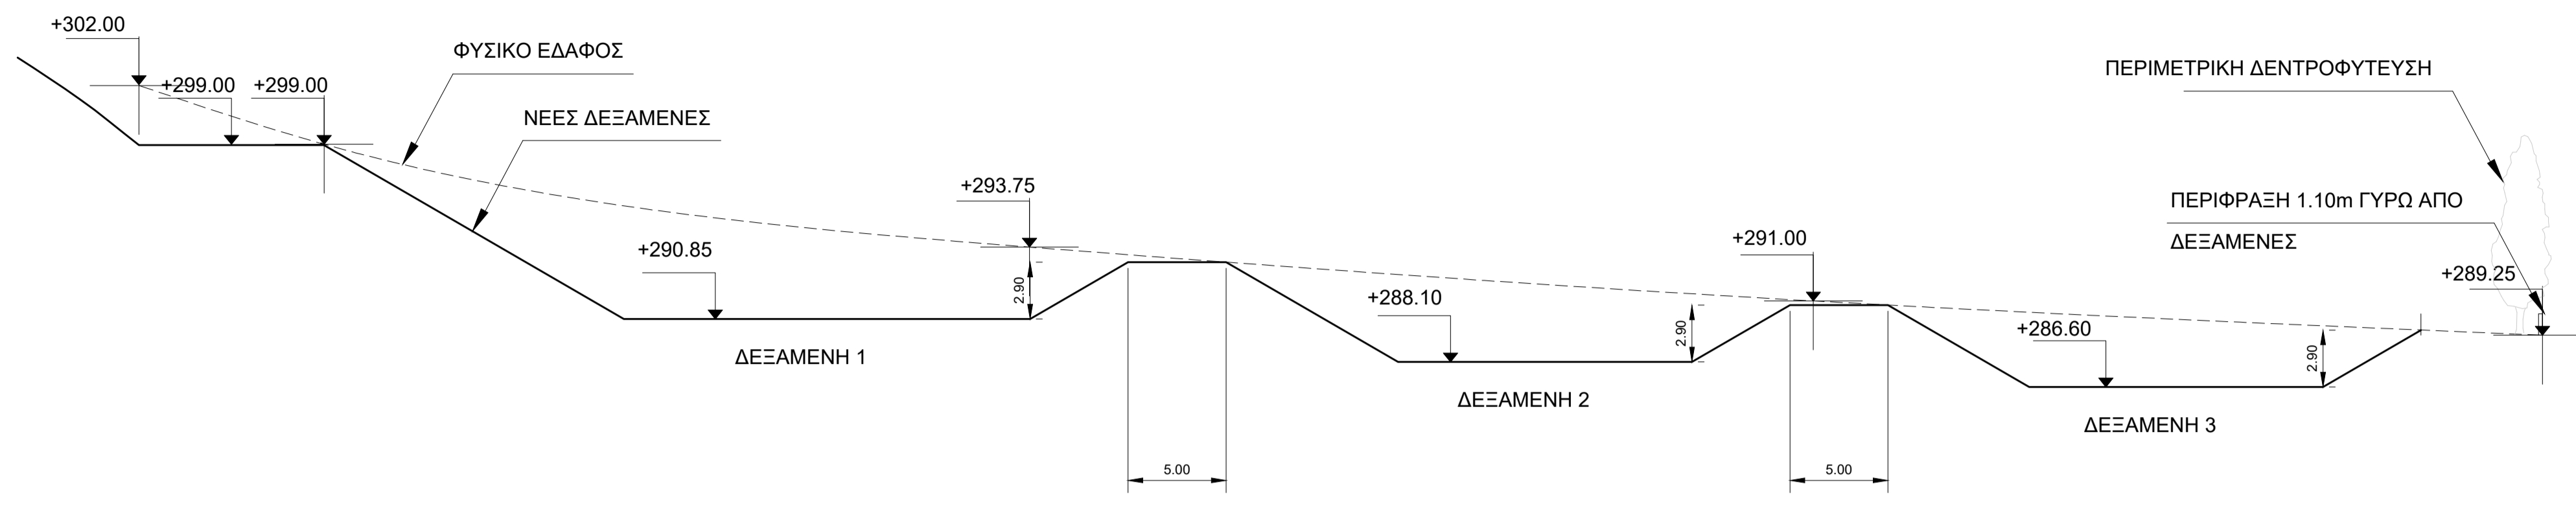 +302.00
+299.00
+299.00
ΦΥΣΙΚΟ ΕΔΑΦΟΣ
ΝΕΕΣ ΔΕΞΑΜΕΝΕΣ
+290.85
+293.75
2.90
ΔΕΞΑΜΕΝΗ 1
5.00
+288.10
ΔΕΞΑΜΕΝΗ 2
2.90
+291.00
5.00
+286.60
ΔΕΞΑΜΕΝΗ 3
2.90
ΠΕΡΙΜΕΤΡΙΚΗ ΔΕΝΤΡΟΦΥΤΕΥΣΗ
ΠΕΡΙΦΡΑΞΗ 1.10m ΓΥΡΩ ΑΠΟ
ΔΕΞΑΜΕΝΕΣ
+289.25